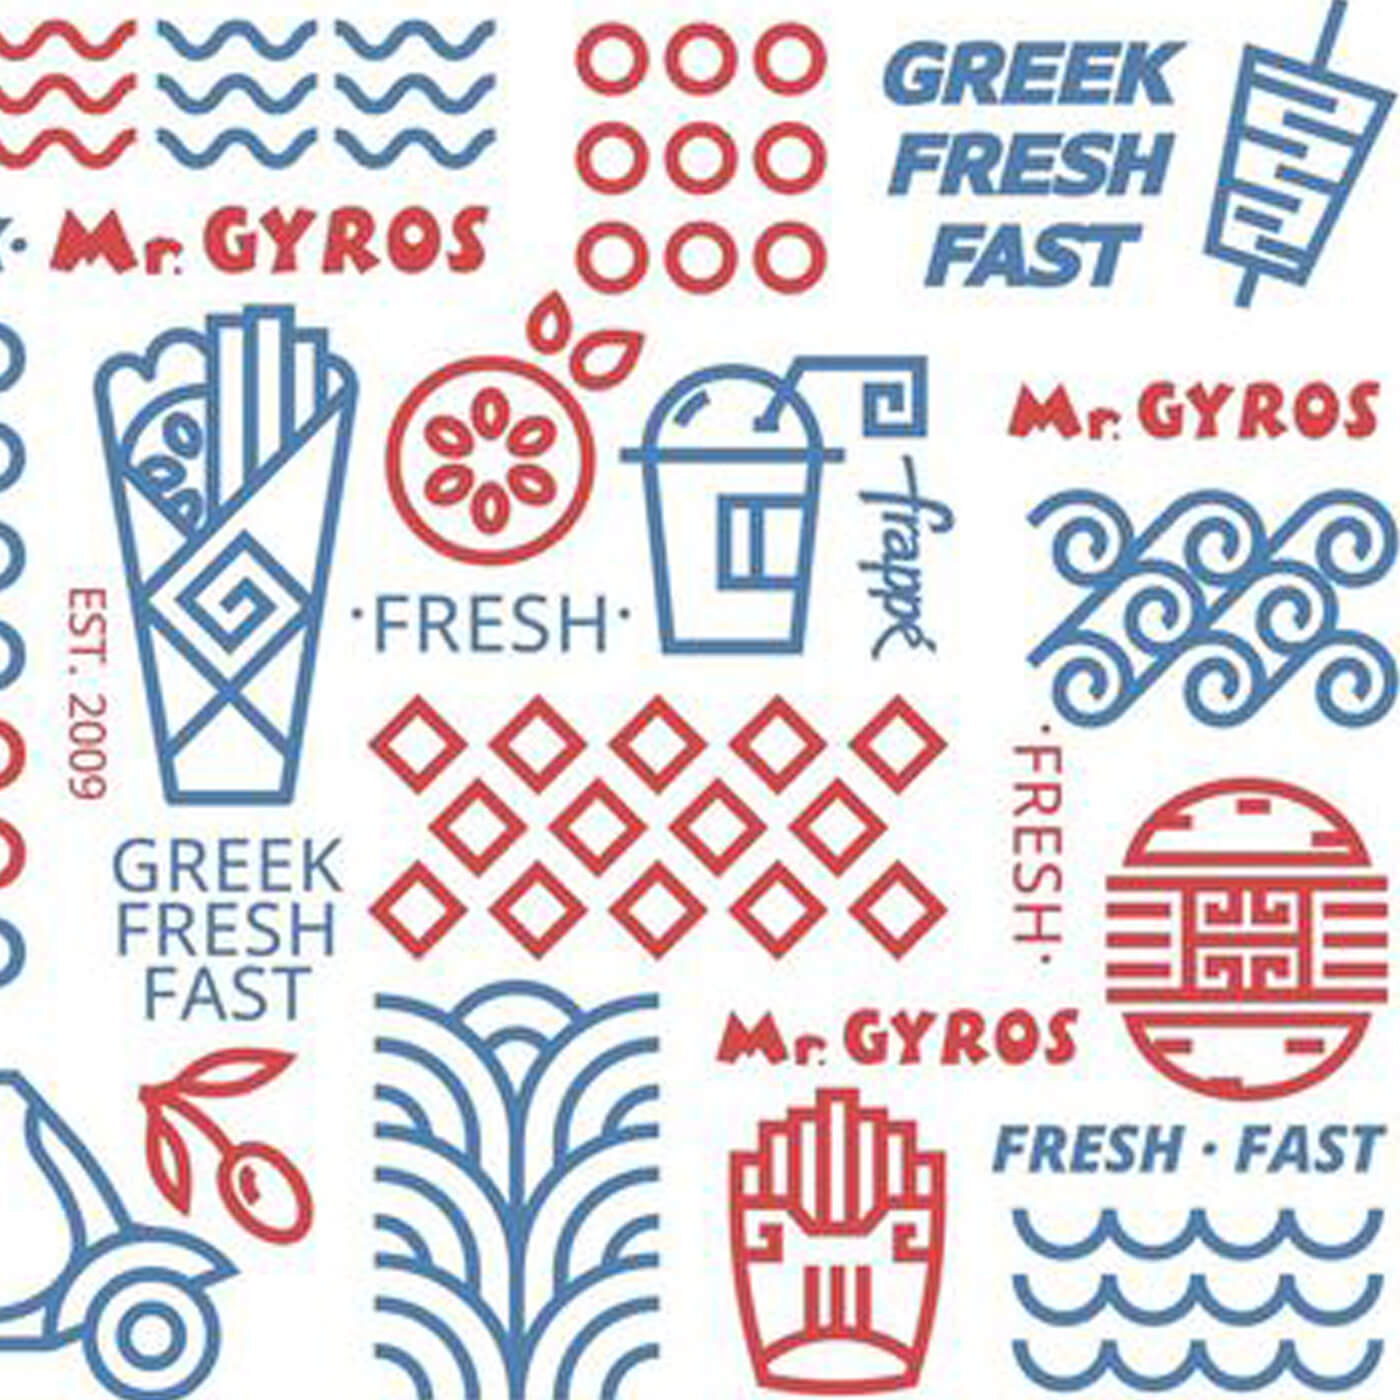 GREEK
FRESH
FAST
Mr. GYROS
Mr. GYROS
frappé
·FRESH·
EST. 2009
·FRESH·
GREEK
FRESH
FAST
Mr. GYROS
FRESH · FAST